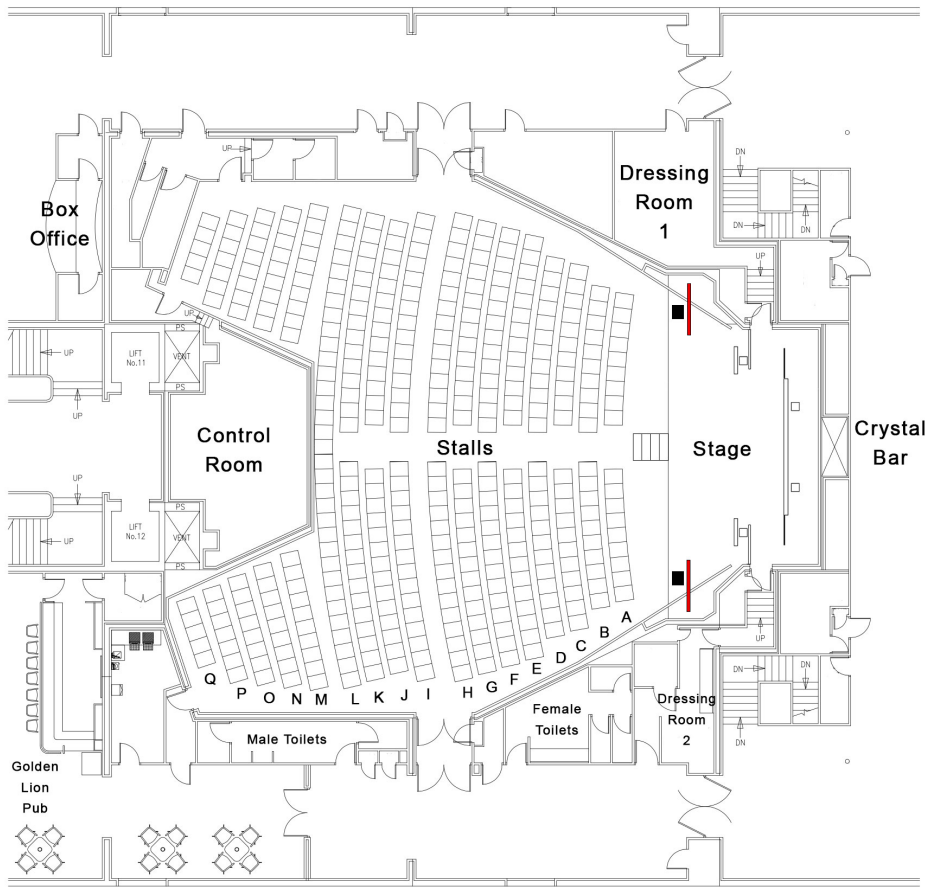 UP
DN
Dressing
Room
1
DN
DN
Box
Office
UP
UP
PS
UP
LIFT
No.11
VENT
UP
PS
Control
Room
Stalls
Stage
Crystal
Bar
UP
PS
LIFT
No.12
VENT
UP
PS
A
B
C
D
E
F
G
H
I
J
K
L
M
N
O
P
Q
UP
DN
DN
Dressing
Room
2
DN
Female
Toilets
Male Toilets
Golden
Lion
Pub